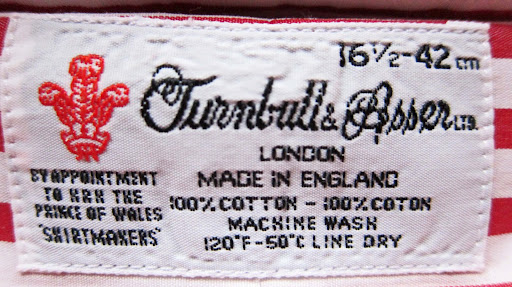 16½-42 cm
Turnbull & Asser LTD.
LONDON
MADE IN ENGLAND
100% COTTON - 100% COTON
MACHINE WASH
120°F-50°C LINE DRY
BY APPOINTMENT
TO HRH THE
PRINCE OF WALES
'SHIRTMAKERS'